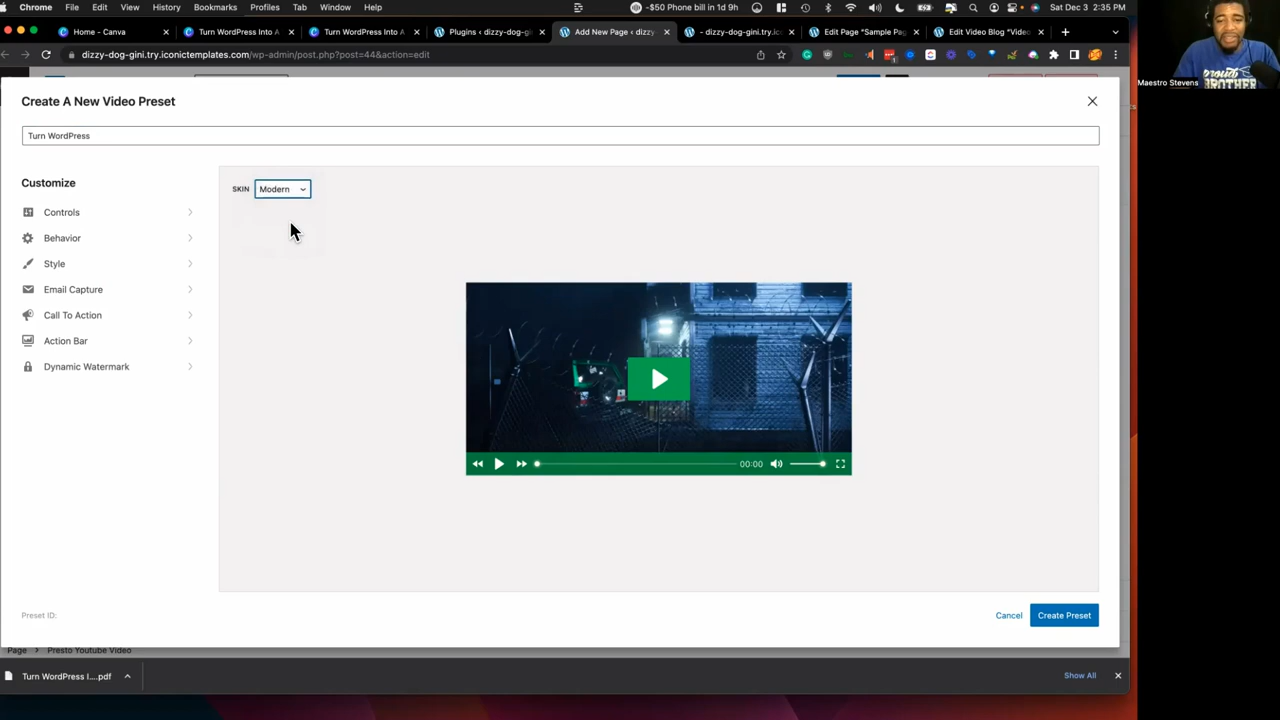 Chrome File Edit View History Bookmarks Profiles Tab Window Help -$50 Phone bill in 1d 9h Sat Dec 3 2:35 PM
Home - Canva Turn WordPress Into A Turn WordPress Into A Plugins ‹ dizzy-dog-gi Add New Page ‹ dizzy - dizzy-dog-gini.try.ic Edit Page "Sample Pag Edit Video Blog "Video
dizzy-dog-gini.try.iconictemplates.com/wp-admin/post.php?post=44&action=edit
Maestro Stevens
Create A New Video Preset
Turn WordPress
Customize
SKIN Modern
Controls
Behavior
Style
Email Capture
Call To Action
Action Bar
Dynamic Watermark
00:00
Preset ID:
Cancel Create Preset
Page Presto Youtube Video
Turn WordPress I....pdf
Show All